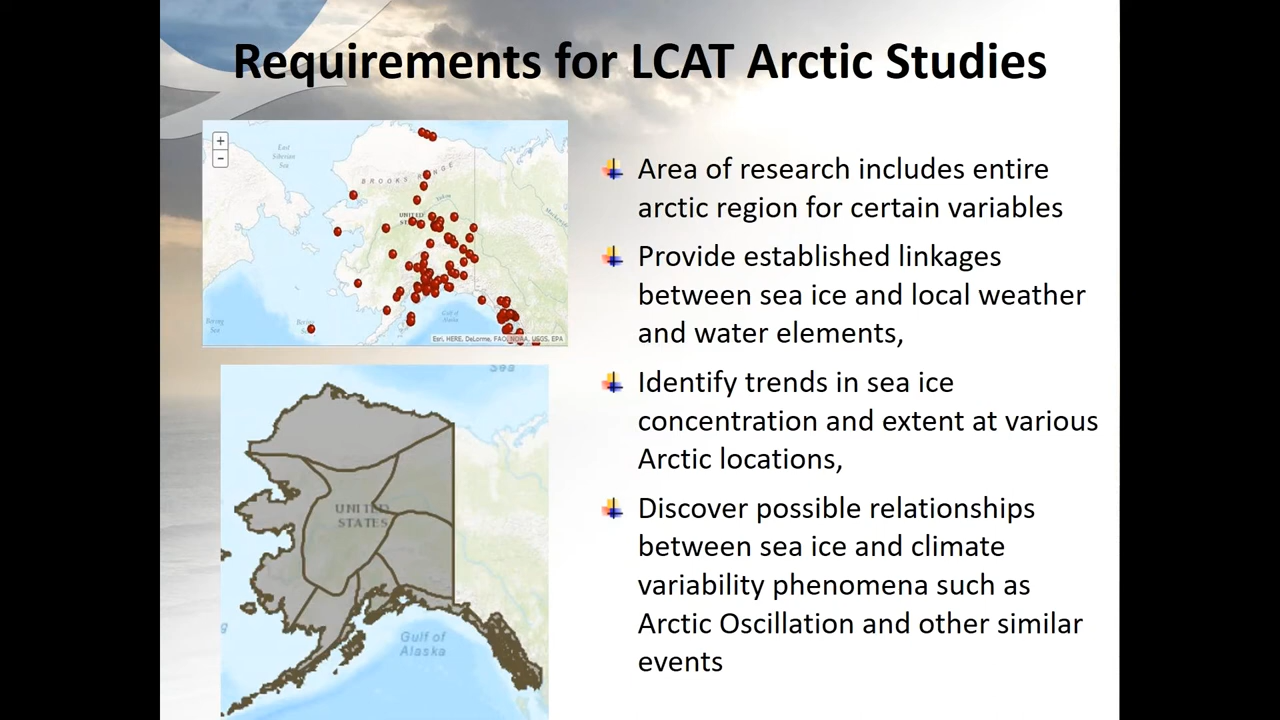 Requirements for LCAT Arctic Studies
+
−
East
Siberian
Sea
BROOKS RANGE
Yukon
UNITED
Bering
Sea
Gulf of
Alaska
Esri, HERE, DeLorme, FAO, NOAA, USGS, EPA
Sea
UNITED
STATES
Gulf of
Alaska
Area of research includes entire
arctic region for certain variables
Provide established linkages
between sea ice and local weather
and water elements,
Identify trends in sea ice
concentration and extent at various
Arctic locations,
Discover possible relationships
between sea ice and climate
variability phenomena such as
Arctic Oscillation and other similar
events